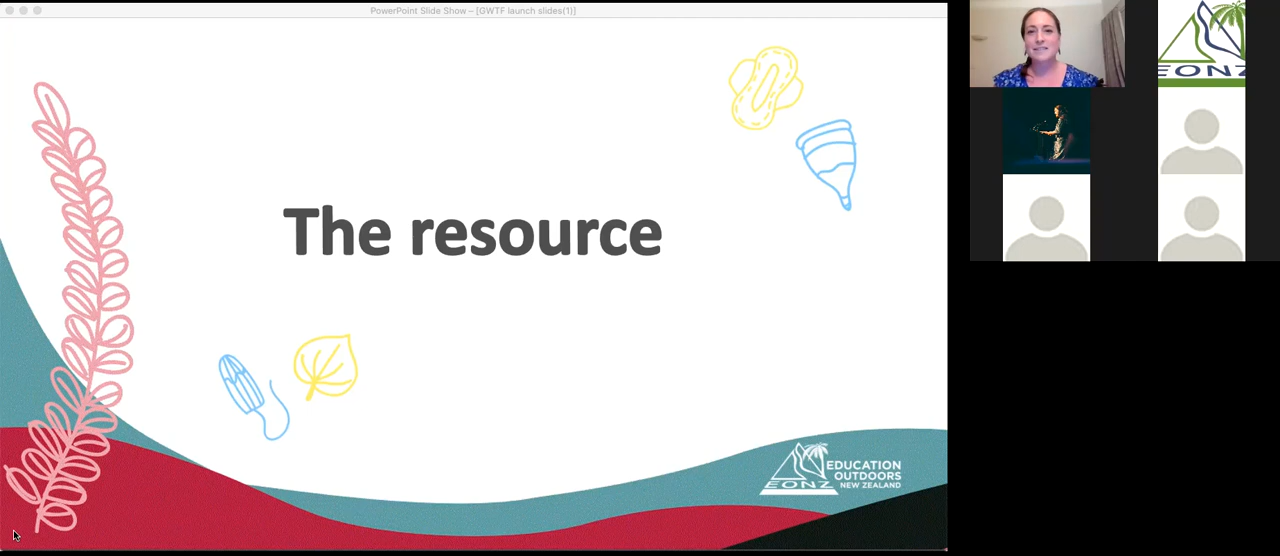 PowerPoint Slide Show – [GWTF launch slides(1)]
The resource
EONZ
EDUCATION
OUTDOORS
NEW ZEALAND
EONZ